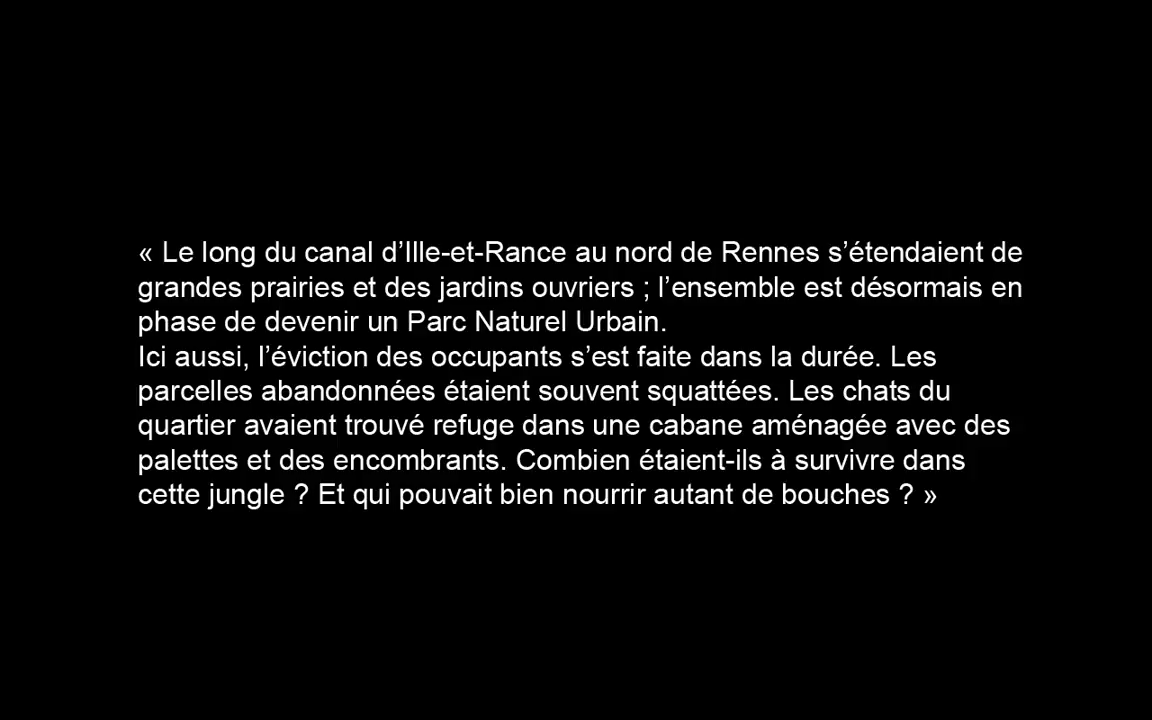 « Le long du canal d’Ille-et-Rance au nord de Rennes s’étendaient de
grandes prairies et des jardins ouvriers ; l’ensemble est désormais en
phase de devenir un Parc Naturel Urbain.
Ici aussi, l’éviction des occupants s’est faite dans la durée. Les
parcelles abandonnées étaient souvent squattées. Les chats du
quartier avaient trouvé refuge dans une cabane aménagée avec des
palettes et des encombrants. Combien étaient-ils à survivre dans
cette jungle ? Et qui pouvait bien nourrir autant de bouches ? »